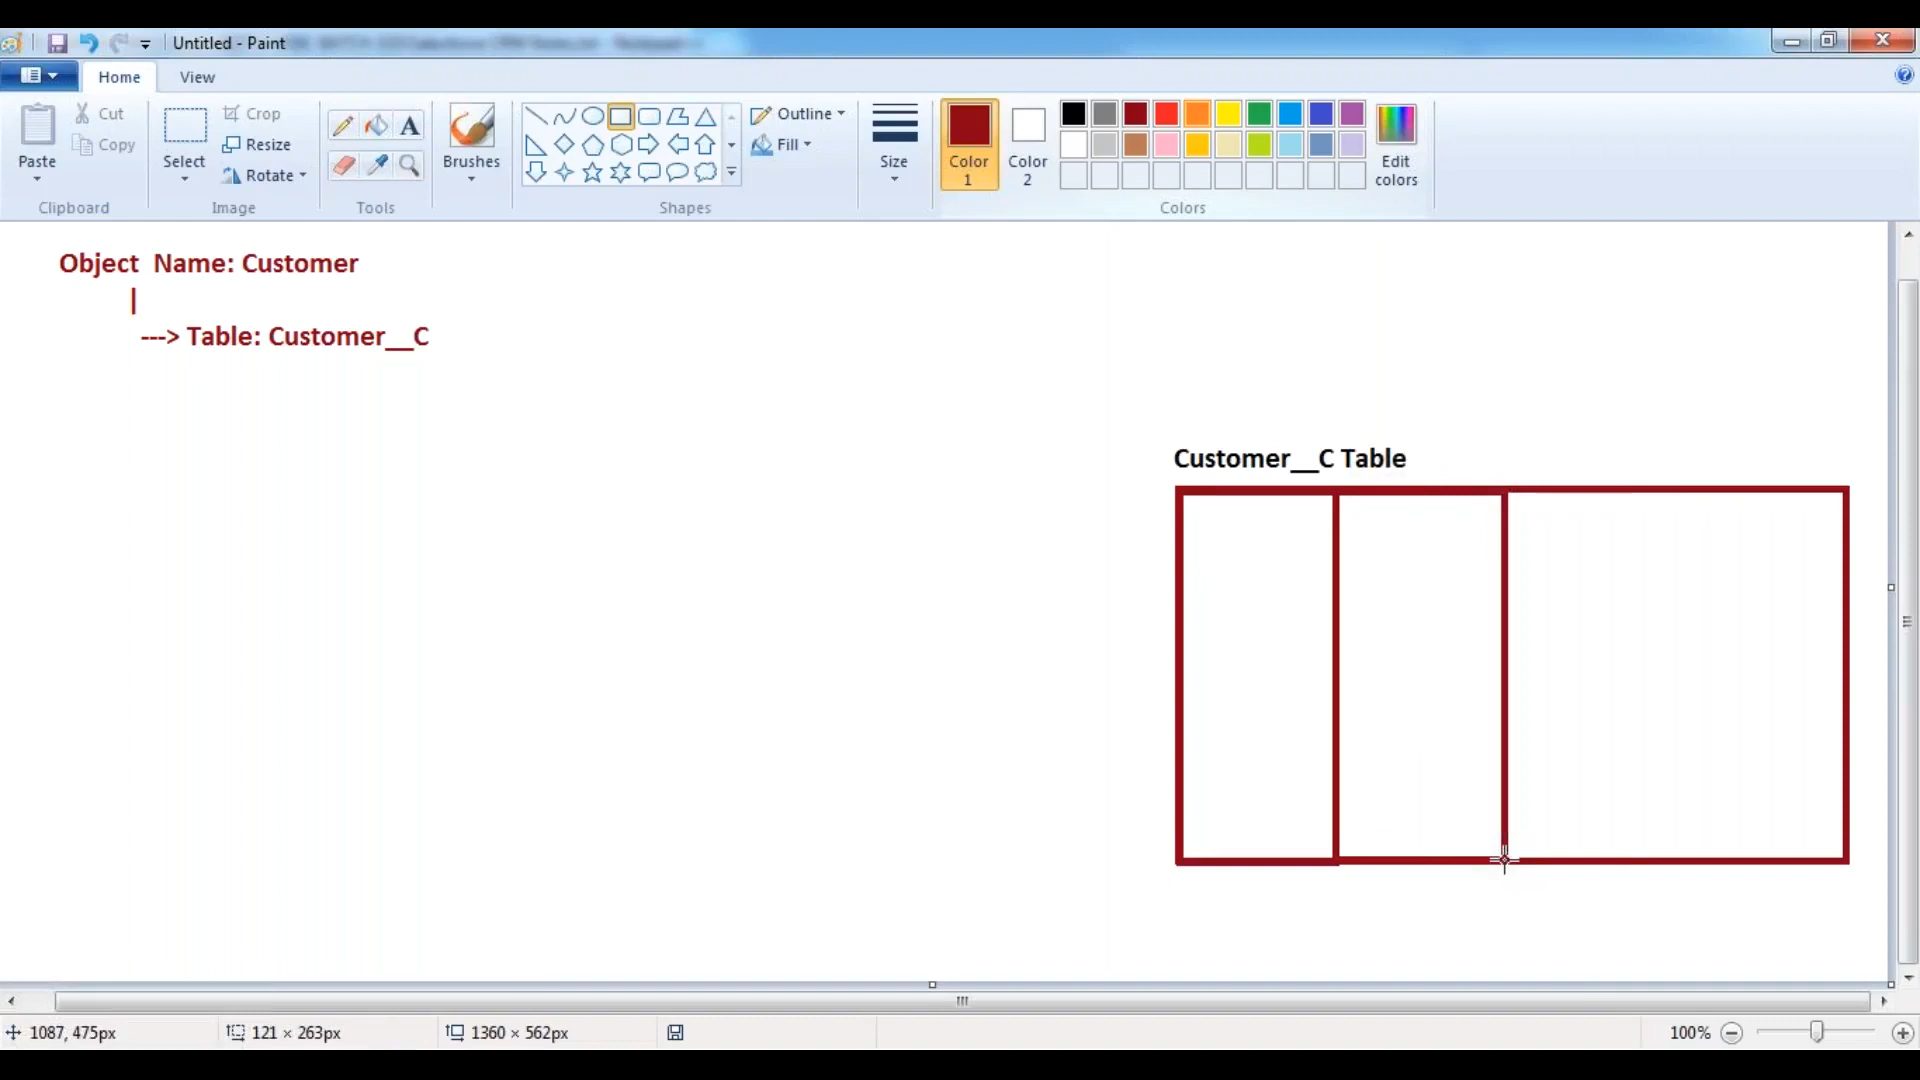 Untitled - Paint
Home View
Paste
Cut
Copy
Clipboard
Select
Crop
Resize
Rotate
Image
A
Tools
Brushes
Shapes
Outline
Fill
Size
Color 1
Color 2
Edit colors
Colors
Object Name: Customer
|
---> Table: Customer__C
Customer__C Table
1087, 475px
121 × 263px
1360 × 562px
100%